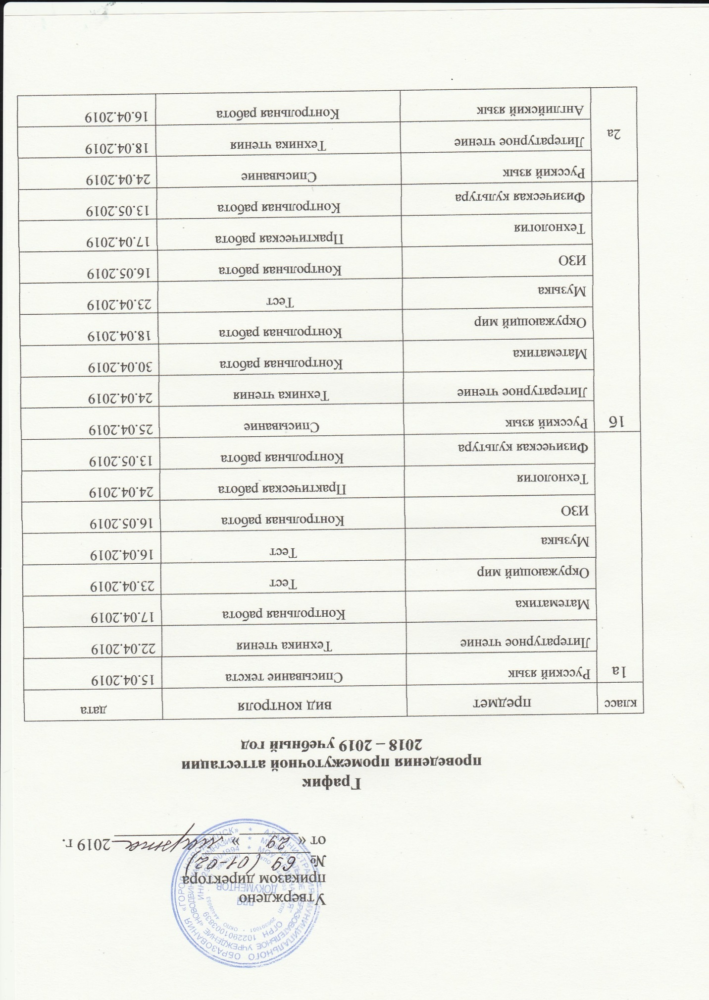 Утверждено
приказом директора
№ 69 (01-02)
от « 29 » марта 2019 г.
АДМИНИСТРАЦИЯ МУНИЦИПАЛЬНОГО ОБРАЗОВАНИЯ «ГОРОД НОВОДВИНСК» *
ДЛЯ
ДОКУМЕНТОВ
График
проведения промежуточной аттестации
2018 – 2019 учебный год
класс предмет вид контроля дата
1а Русский язык Списывание текста 15.04.2019
Литературное чтение Техника чтения 22.04.2019
Математика Контрольная работа 17.04.2019
Окружающий мир Тест 23.04.2019
Музыка Тест 16.04.2019
ИЗО Контрольная работа 16.05.2019
Технология Практическая работа 24.04.2019
Физическая культура Контрольная работа 13.05.2019
1б Русский язык Списывание 25.04.2019
Литературное чтение Техника чтения 24.04.2019
Математика Контрольная работа 30.04.2019
Окружающий мир Контрольная работа 18.04.2019
Музыка Тест 23.04.2019
ИЗО Контрольная работа 16.05.2019
Технология Практическая работа 17.04.2019
Физическая культура Контрольная работа 13.05.2019
2а Русский язык Списывание 24.04.2019
Литературное чтение Техника чтения 18.04.2019
Английский язык Контрольная работа 16.04.2019